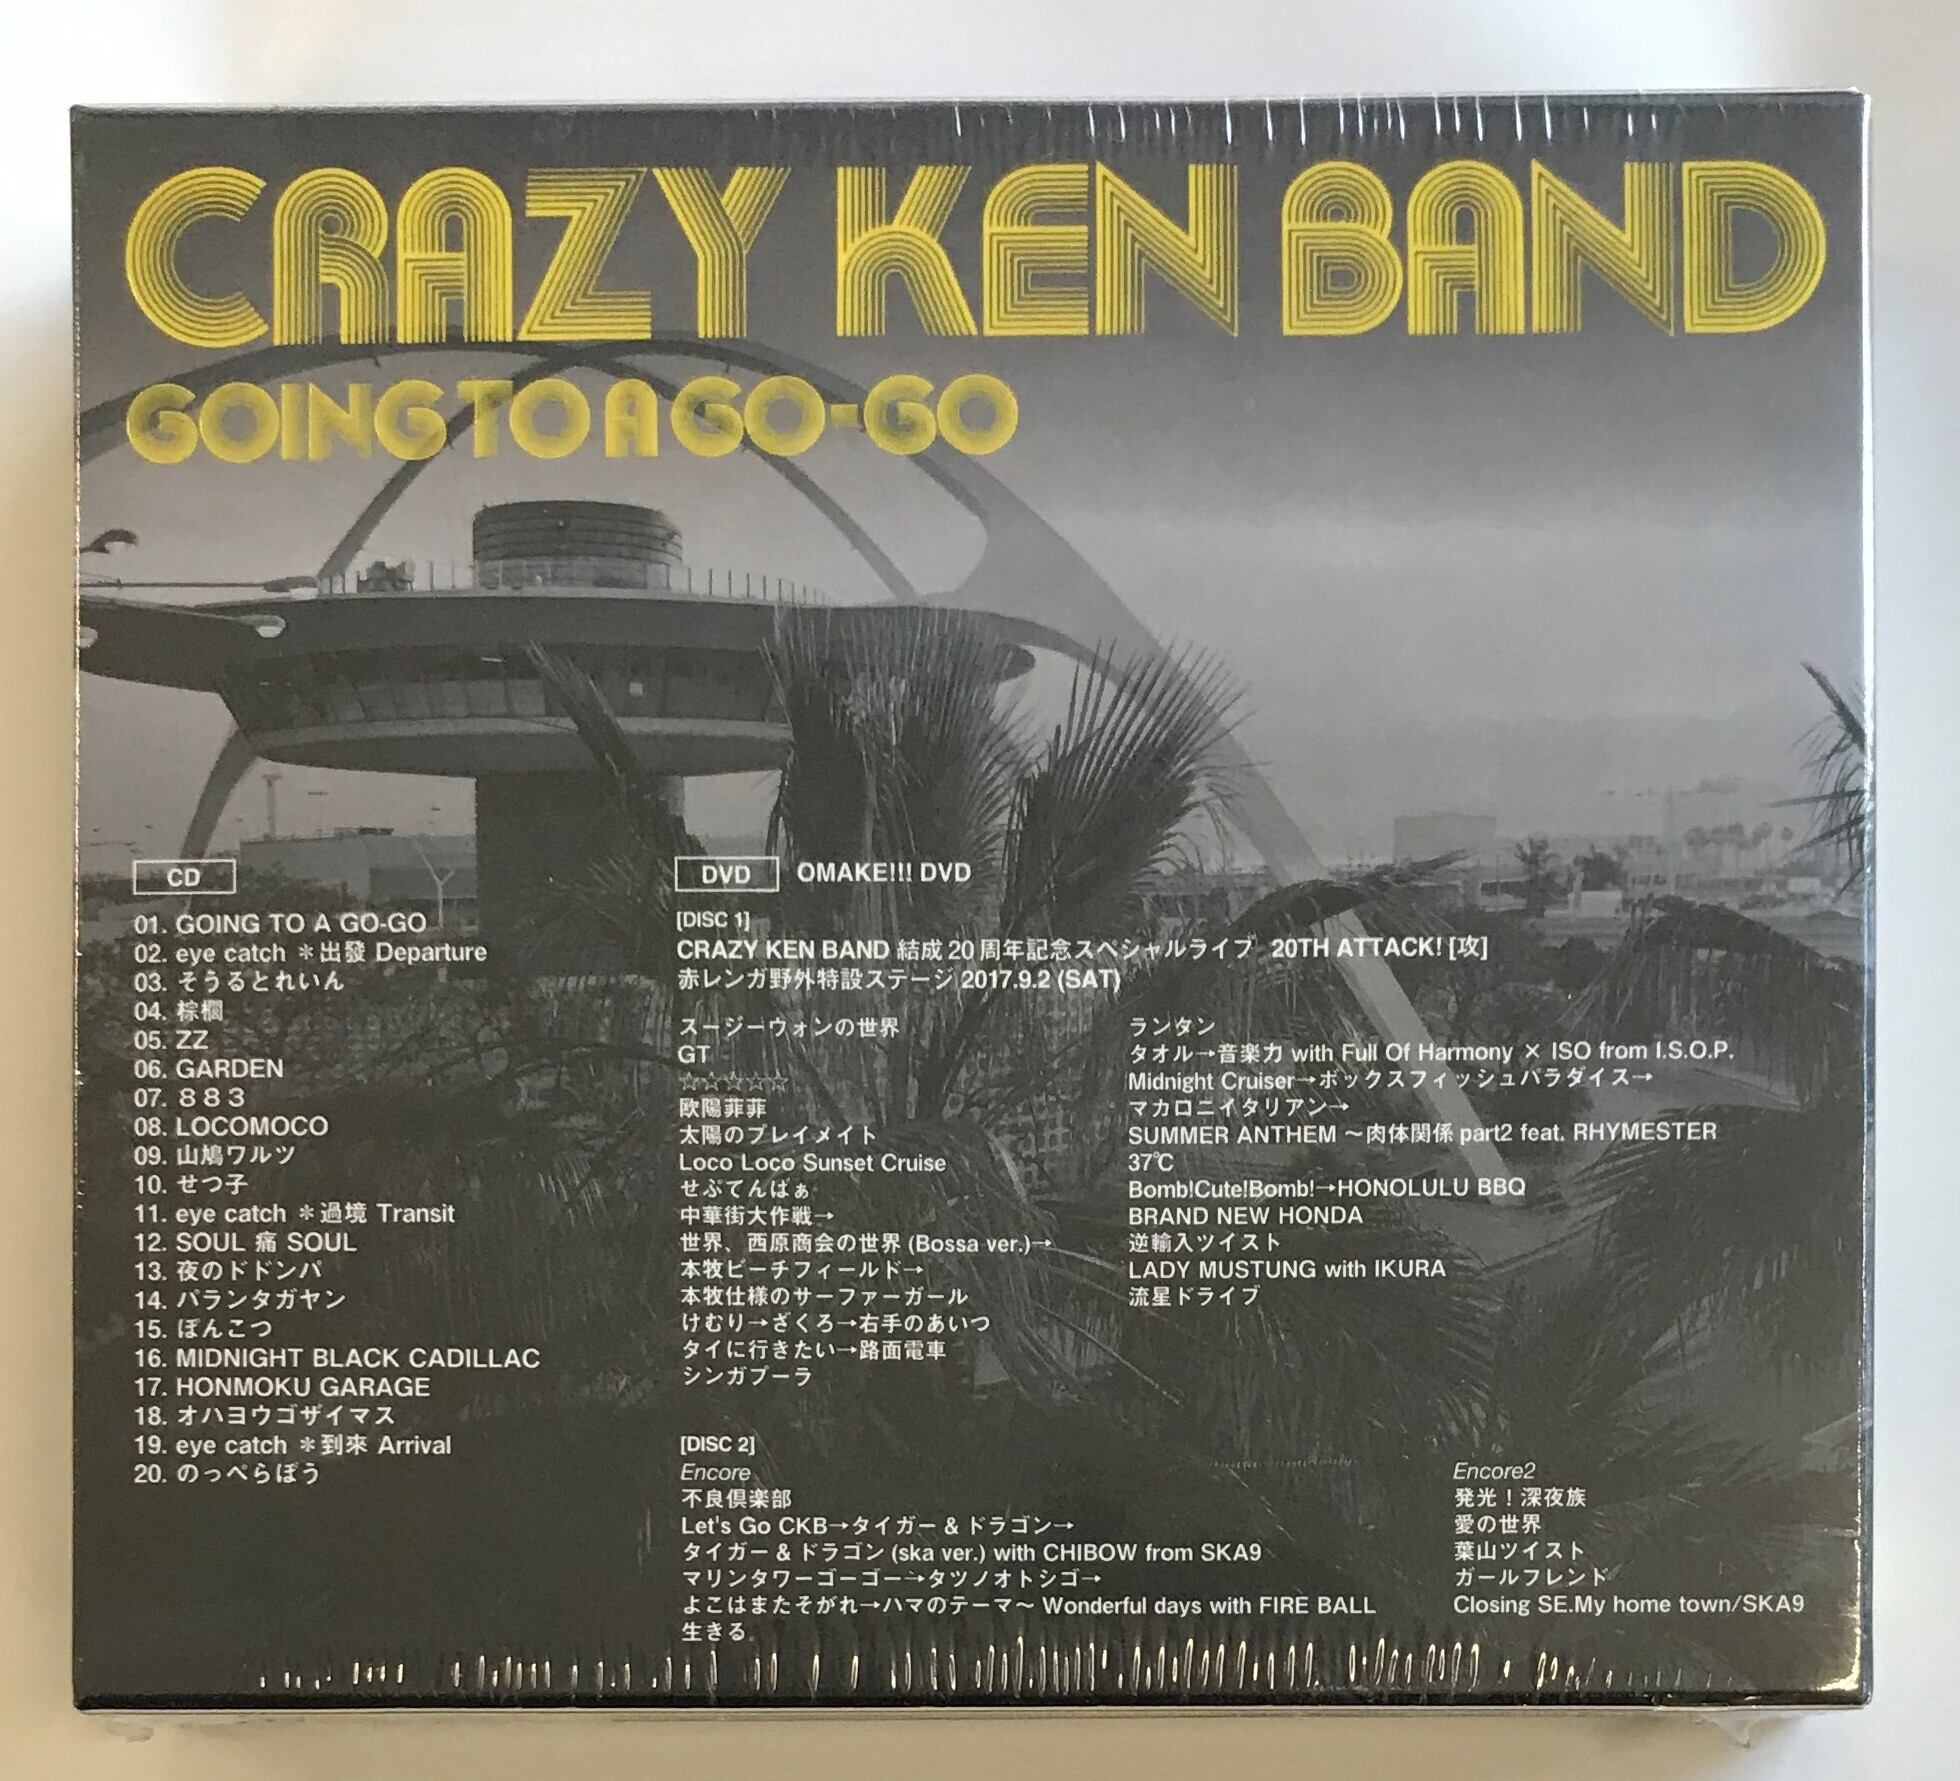 CRAZY KEN BAND
GOING TO A GO-GO
CD
01. GOING TO A GO-GO
02. eye catch ＊出發 Departure
03. そうるとれいん
04. 棕櫚
05. ZZ
06. GARDEN
07. ８８３
08. LOCOMOCO
09. 山鳩ワルツ
10. せつ子
11. eye catch ＊過境 Transit
12. SOUL 痛 SOUL
13. 夜のドドンパ
14. パランタガヤン
15. ぽんこつ
16. MIDNIGHT BLACK CADILLAC
17. HONMOKU GARAGE
18. オハヨウゴザイマス
19. eye catch ＊到來 Arrival
20. のっぺらぼう
DVD OMAKE!!! DVD
[DISC 1]
CRAZY KEN BAND 結成20周年記念スペシャルライブ 20TH ATTACK! [攻]
赤レンガ野外特設ステージ 2017.9.2 (SAT)
スージーウォンの世界
GT
☆☆☆☆☆
欧陽菲菲
太陽のプレイメイト
Loco Loco Sunset Cruise
せぷてんばぁ
中華街大作戦→
世界、西原商会の世界 (Bossa ver.)→
本牧ビーチフィールド→
本牧仕様のサーファーガール
けむり→ざくろ→右手のあいつ
タイに行きたい→路面電車
シンガプーラ
ランタン
タオル→音楽力 with Full Of Harmony × ISO from I.S.O.P.
Midnight Cruiser→ボックスフィッシュパラダイス→
マカロニイタリアン→
SUMMER ANTHEM ～肉体関係 part2 feat. RHYMESTER
37℃
Bomb!Cute!Bomb!→HONOLULU BBQ
BRAND NEW HONDA
逆輸入ツイスト
LADY MUSTUNG with IKURA
流星ドライブ
[DISC 2]
Encore
不良倶楽部
Let's Go CKB→タイガー & ドラゴン→
タイガー & ドラゴン (ska ver.) with CHIBOW from SKA9
マリンタワーゴーゴー→タツノオトシゴ→
よこはまたそがれ→ハマのテーマ～ Wonderful days with FIRE BALL
生きる。
Encore2
発光！深夜族
愛の世界
葉山ツイスト
ガールフレンド
Closing SE.My home town/SKA9